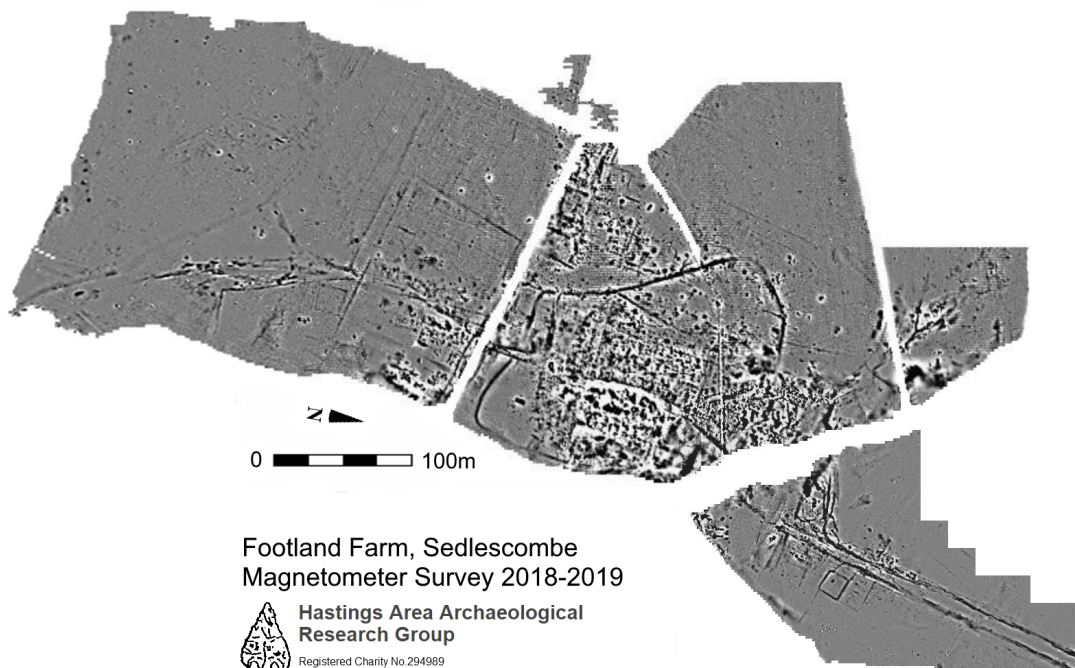 N
0 100m
Footland Farm, Sedlescombe
Magnetometer Survey 2018-2019
Hastings Area Archaeological
Research Group
Registered Charity No.294989